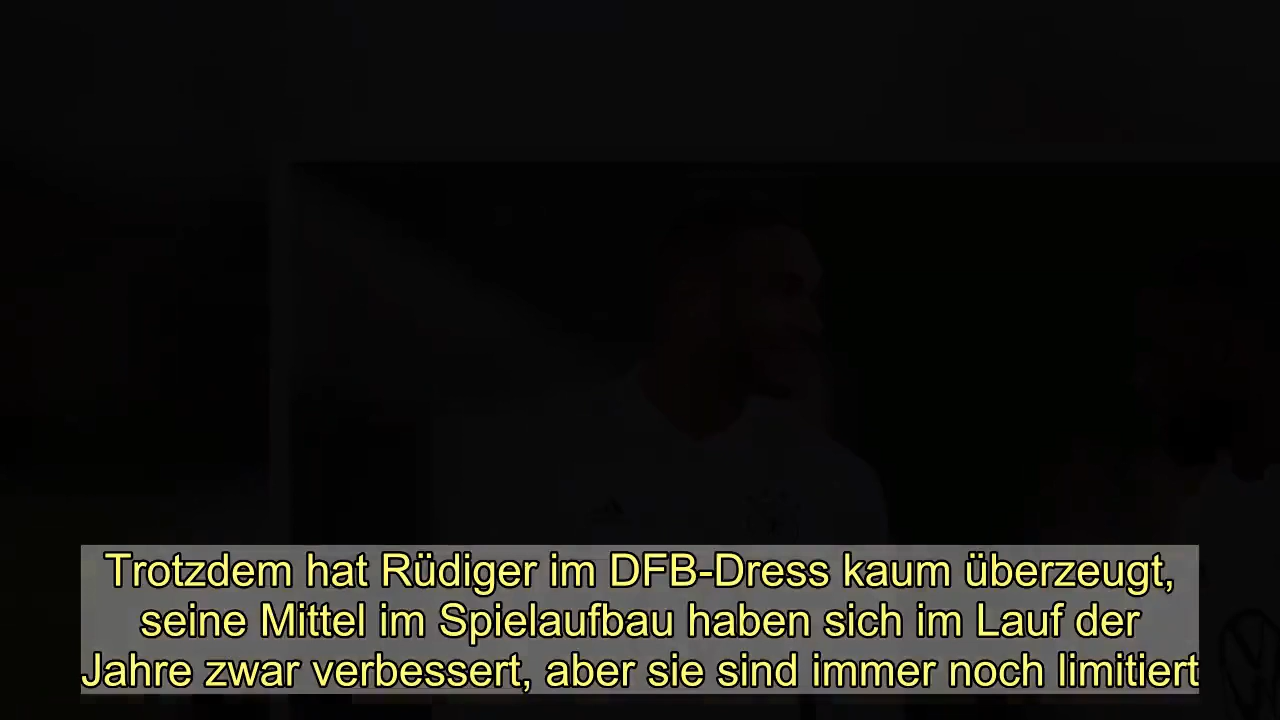 Trotzdem hat Rüdiger im DFB-Dress kaum überzeugt,
seine Mittel im Spielaufbau haben sich im Lauf der
Jahre zwar verbessert, aber sie sind immer noch limitiert